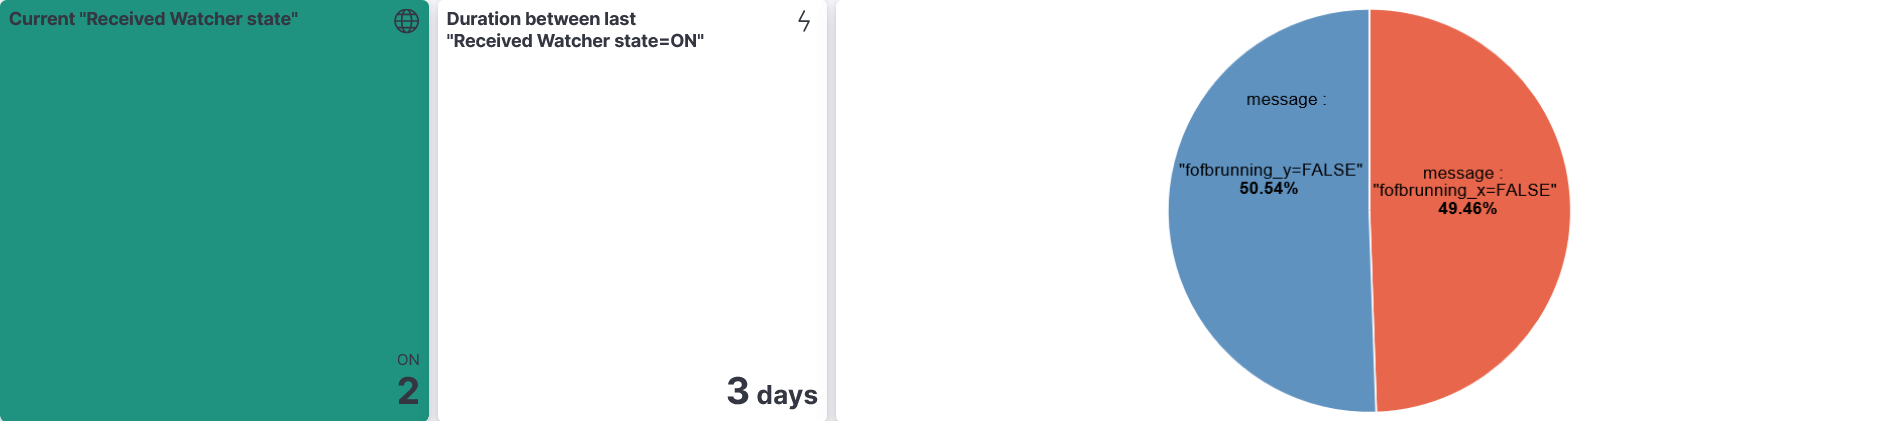 Current "Received Watcher state"
ON
2
Duration between last
"Received Watcher state=ON"
3 days
message :
"fofbrunning_y=FALSE"
50.54%
message :
"fofbrunning_x=FALSE"
49.46%